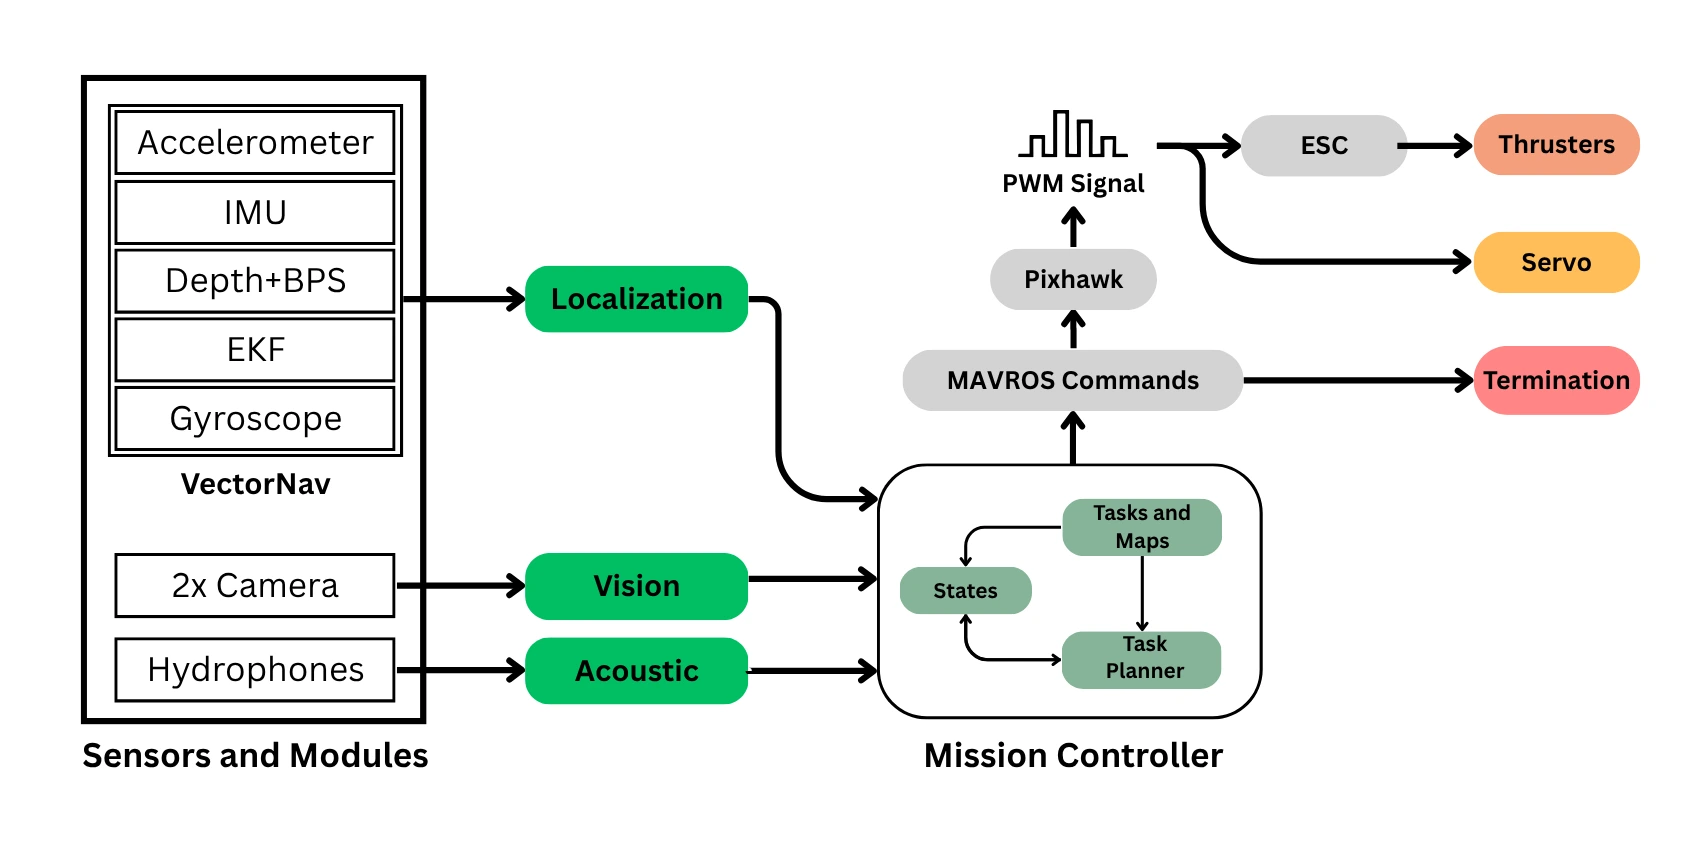 Accelerometer
IMU
Depth+BPS
EKF
Gyroscope
VectorNav
2x Camera
Hydrophones
Sensors and Modules
Localization
Vision
Acoustic
PWM Signal
Pixhawk
MAVROS Commands
Tasks and
Maps
States
Task
Planner
Mission Controller
ESC
Thrusters
Servo
Termination